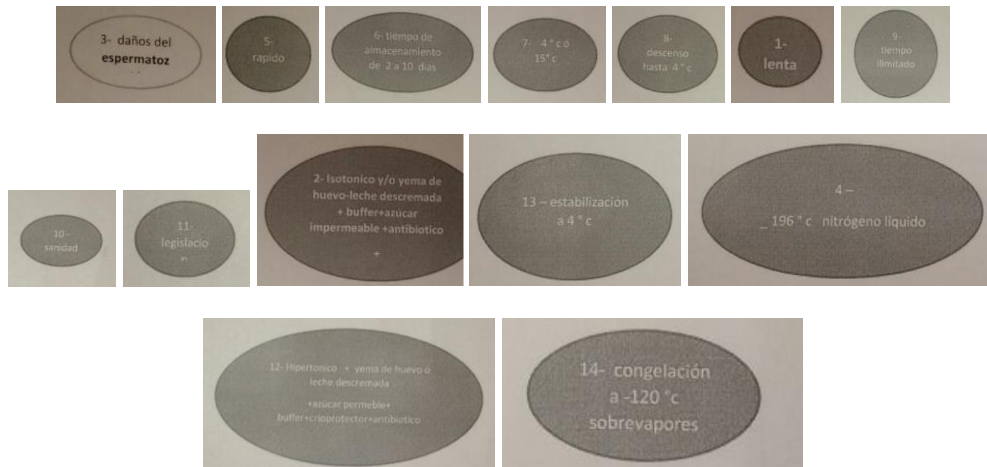 3- daños del
espermatoz
5-
rapido
6- tiempo de
almacenamiento
de 2 a 10 dias
7- 4 ° c ó
15° c
8-
descenso
hasta 4 ° c
1-
lenta
9-
tiempo
ilimitado
10-
sanidad
11-
legislacio
2- Isotonico y/o yema de
huevo-leche descremada
+ buffer+azucar
impermeable +antibiotico
+
13 – estabilización
a 4 ° c
4 –
_ 196 ° c nitrógeno liquido
12- Hipertonico + yema de huevo o
leche descremada
+azucar permeble+
buffer+crioprotector+antibiotico
14- congelación
a -120 °c
sobrevapores